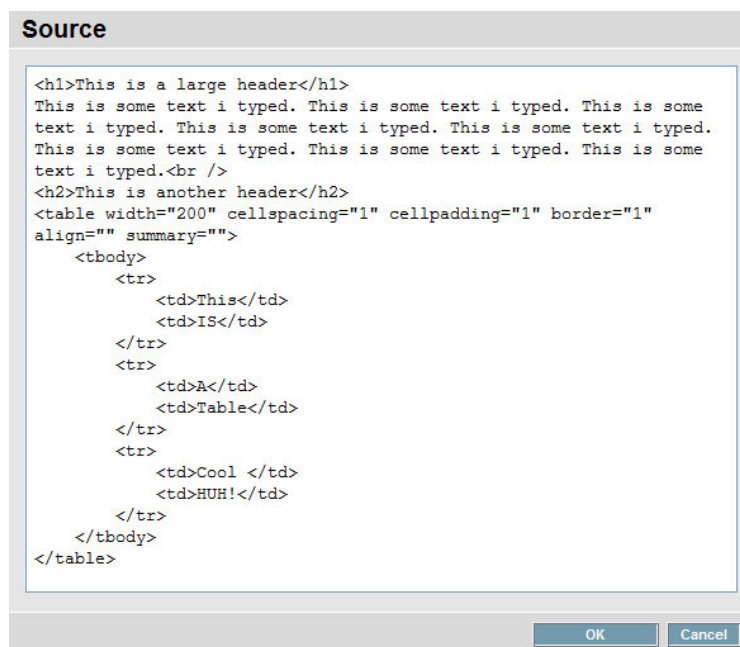 Source
<h1>This is a large header</h1>
This is some text i typed. This is some text i typed. This is some
text i typed. This is some text i typed. This is some text i typed.
This is some text i typed. This is some text i typed. This is some
text i typed.<br />
<h2>This is another header</h2>
<table width="200" cellspacing="1" cellpadding="1" border="1"
align="" summary="">
    <tbody>
        <tr>
            <td>This</td>
            <td>IS</td>
        </tr>
        <tr>
            <td>A</td>
            <td>Table</td>
        </tr>
        <tr>
            <td>Cool </td>
            <td>HUH!</td>
        </tr>
    </tbody>
</table>
OK Cancel